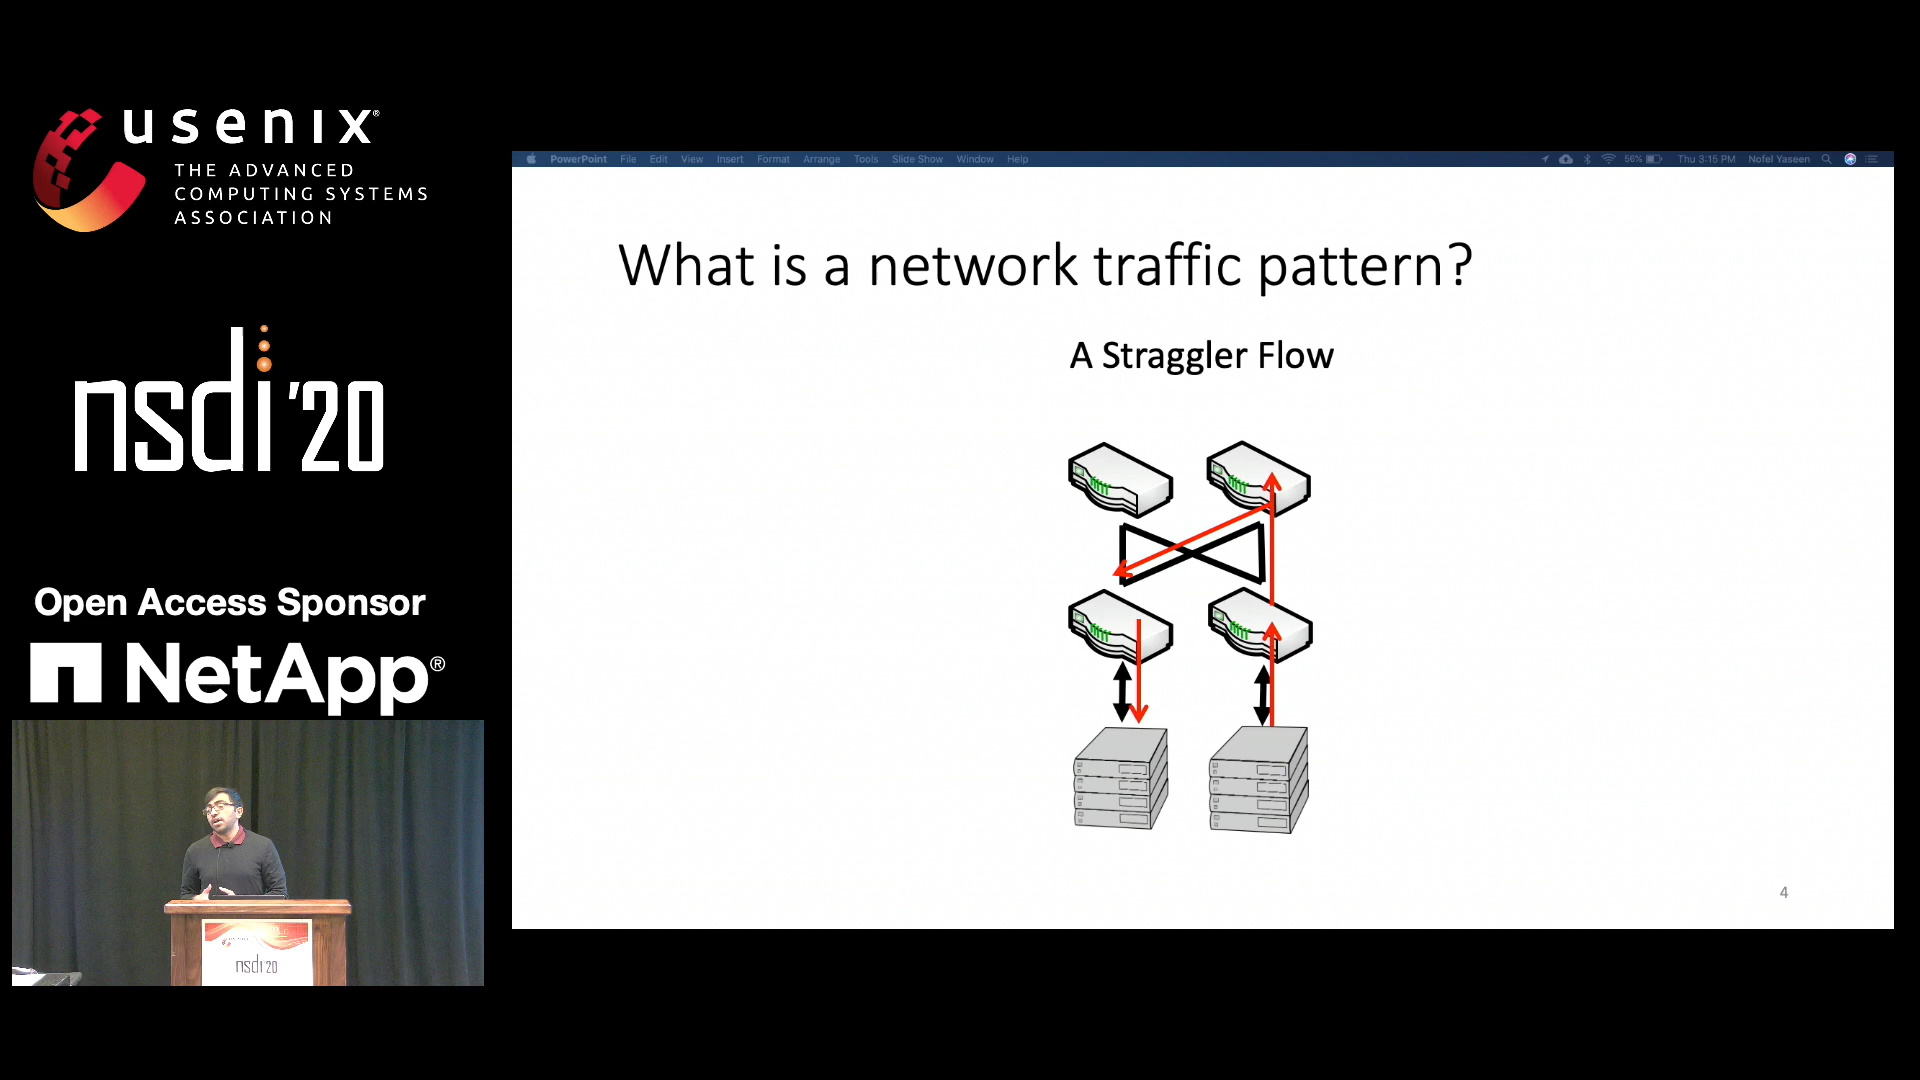 usenix®
THE ADVANCED
COMPUTING SYSTEMS
ASSOCIATION
nsdi '20
Open Access Sponsor
NetApp®
PowerPoint File Edit View Insert Format Arrange Tools Slide Show Window Help 56% Thu 3:15 PM Nofel Yaseen
What is a network traffic pattern?
A Straggler Flow
4
nsdi'20